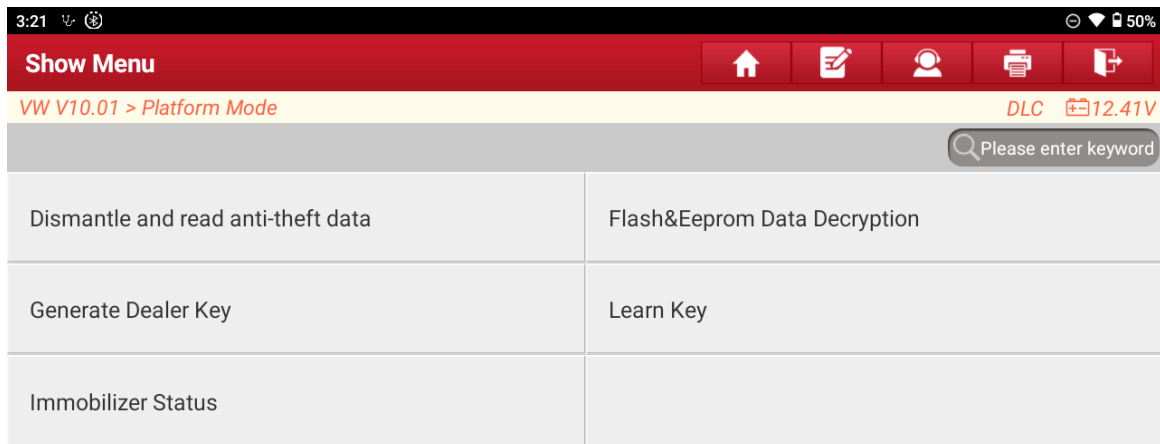 3:21 50%
Show Menu
VW V10.01 > Platform Mode DLC 12.41V
Please enter keyword
Dismantle and read anti-theft data Flash&Eeprom Data Decryption
Generate Dealer Key Learn Key
Immobilizer Status